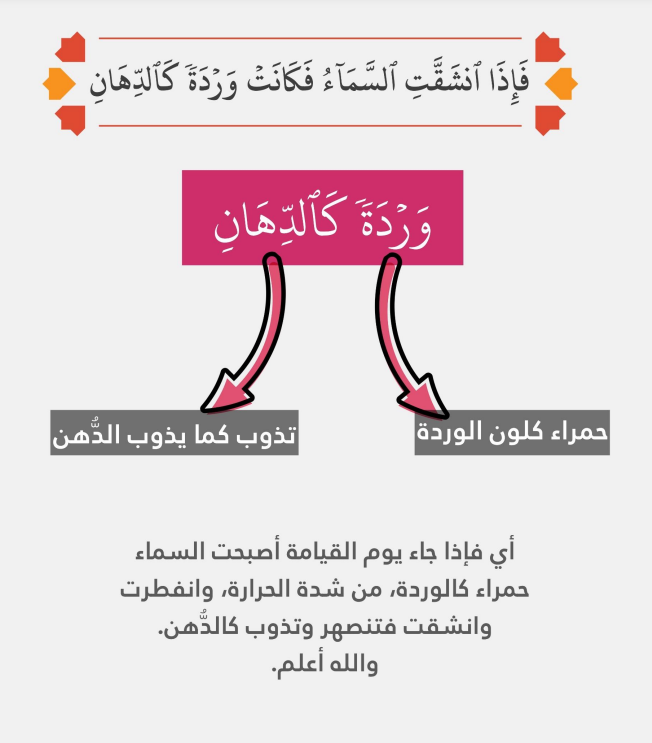 فَإِذَا ٱنشَقَّتِ ٱلسَّمَآءُ فَكَانَتۡ وَرۡدَةٗ كَٱلدِّهَانِ
وَرۡدَةٗ كَٱلدِّهَانِ
حمراء كلون الوردة
تذوب كما يذوب الدُّهن
أي فإذا جاء يوم القيامة أصبحت السماء
حمراء كالوردة، من شدة الحرارة، وانفطرت
وانشقت فتنصهر وتذوب كالدُّهن.
والله أعلم.